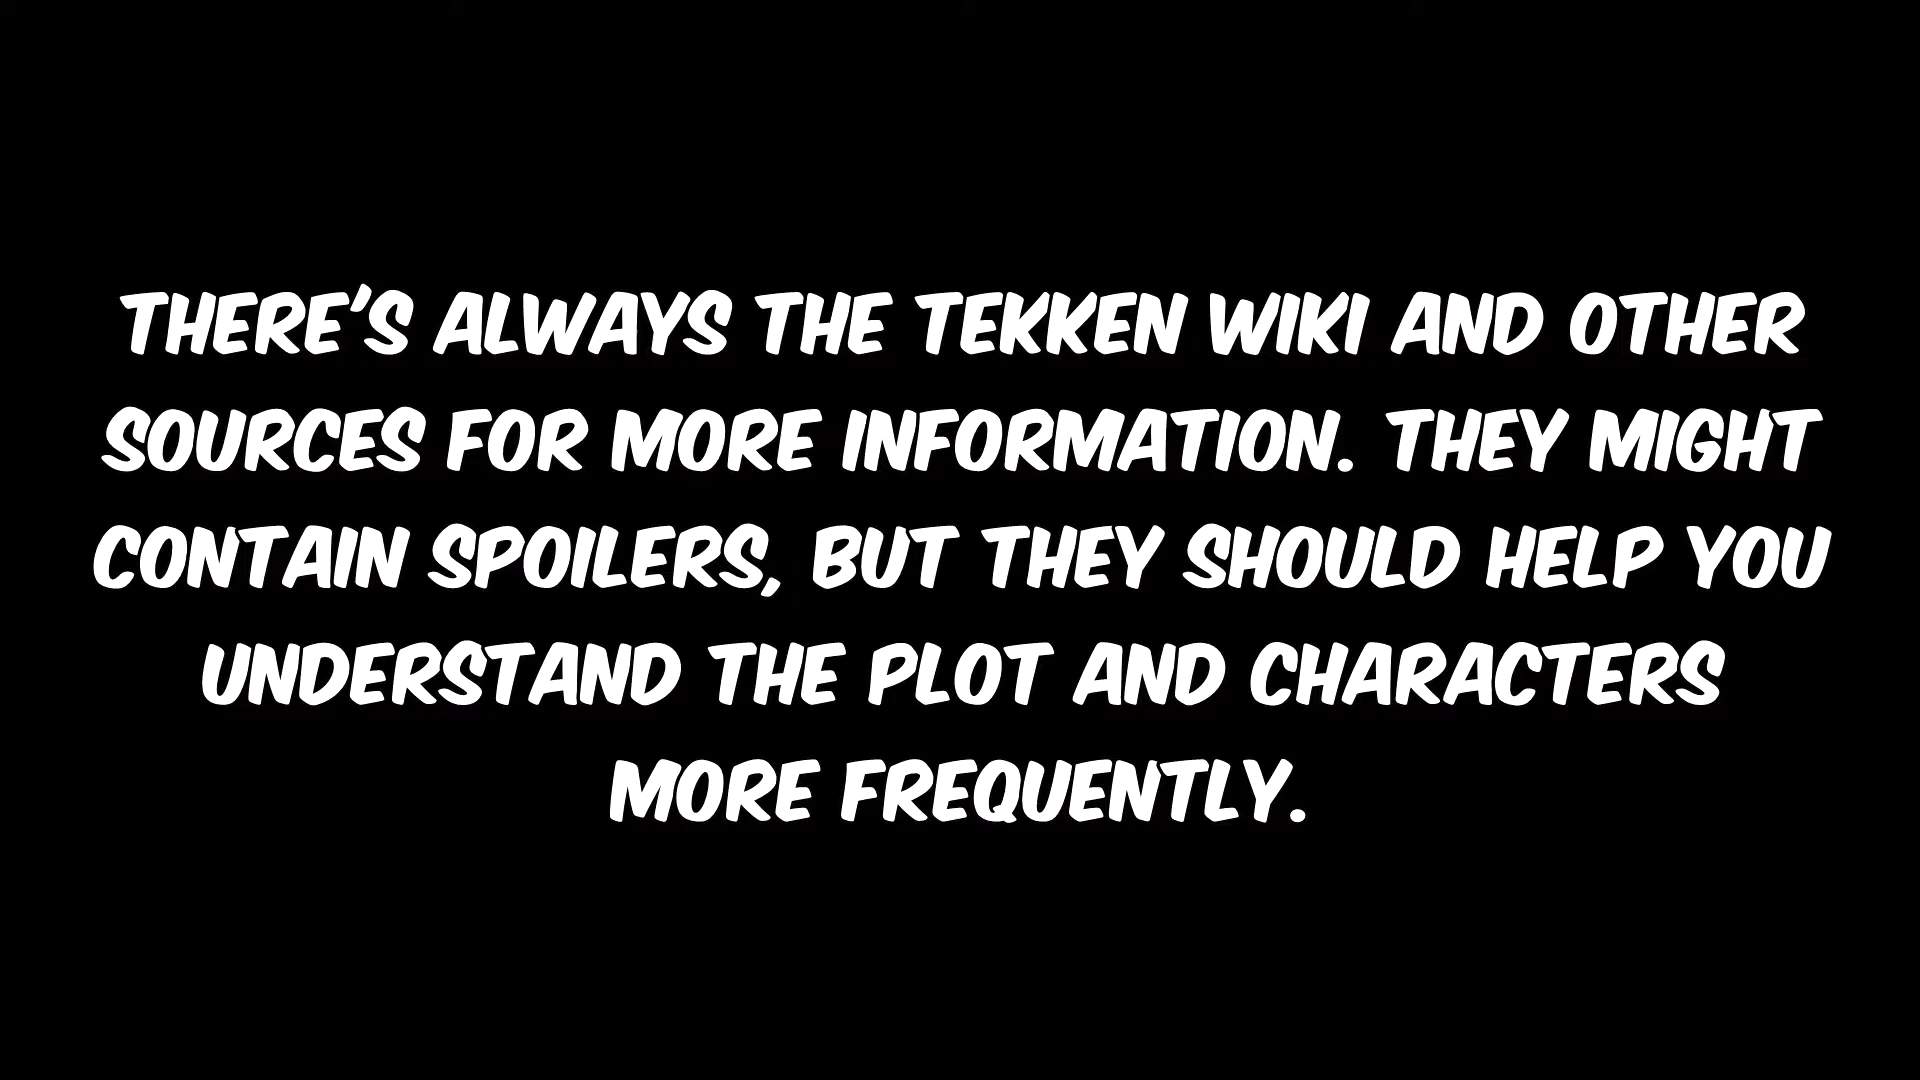 THERE'S ALWAYS THE TEKKEN WIKI AND OTHER
SOURCES FOR MORE INFORMATION. THEY MIGHT
CONTAIN SPOILERS, BUT THEY SHOULD HELP YOU
UNDERSTAND THE PLOT AND CHARACTERS
MORE FREQUENTLY.